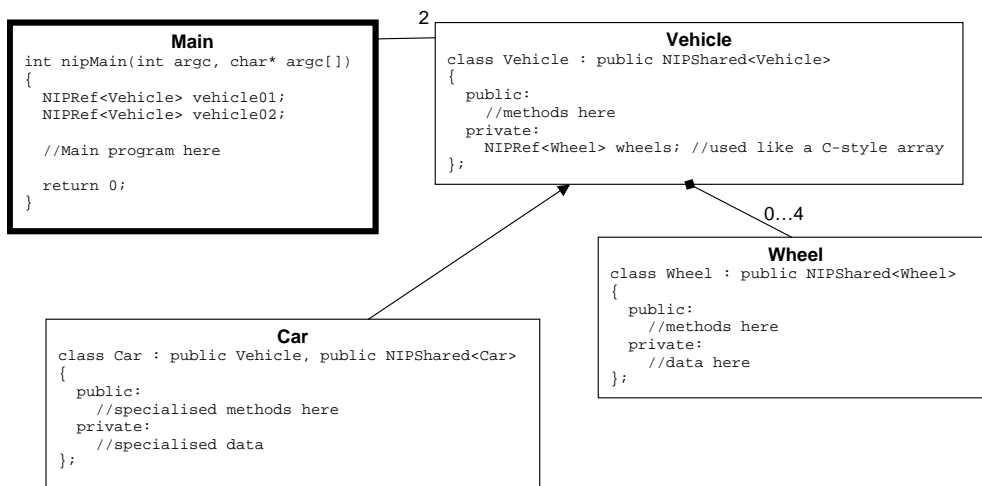 2
Main
int nipMain(int argc, char* argc[])
{
NIPRef<Vehicle> vehicle01;
NIPRef<Vehicle> vehicle02;
//Main program here
return 0;
}
Vehicle
class Vehicle : public NIPShared<Vehicle>
{
public:
//methods here
private:
NIPRef<Wheel> wheels; //used like a C-style array
};
0…4
Wheel
class Wheel : public NIPShared<Wheel>
{
public:
//methods here
private:
//data here
};
Car
class Car : public Vehicle, public NIPShared<Car>
{
public:
//specialised methods here
private:
//specialised data
};